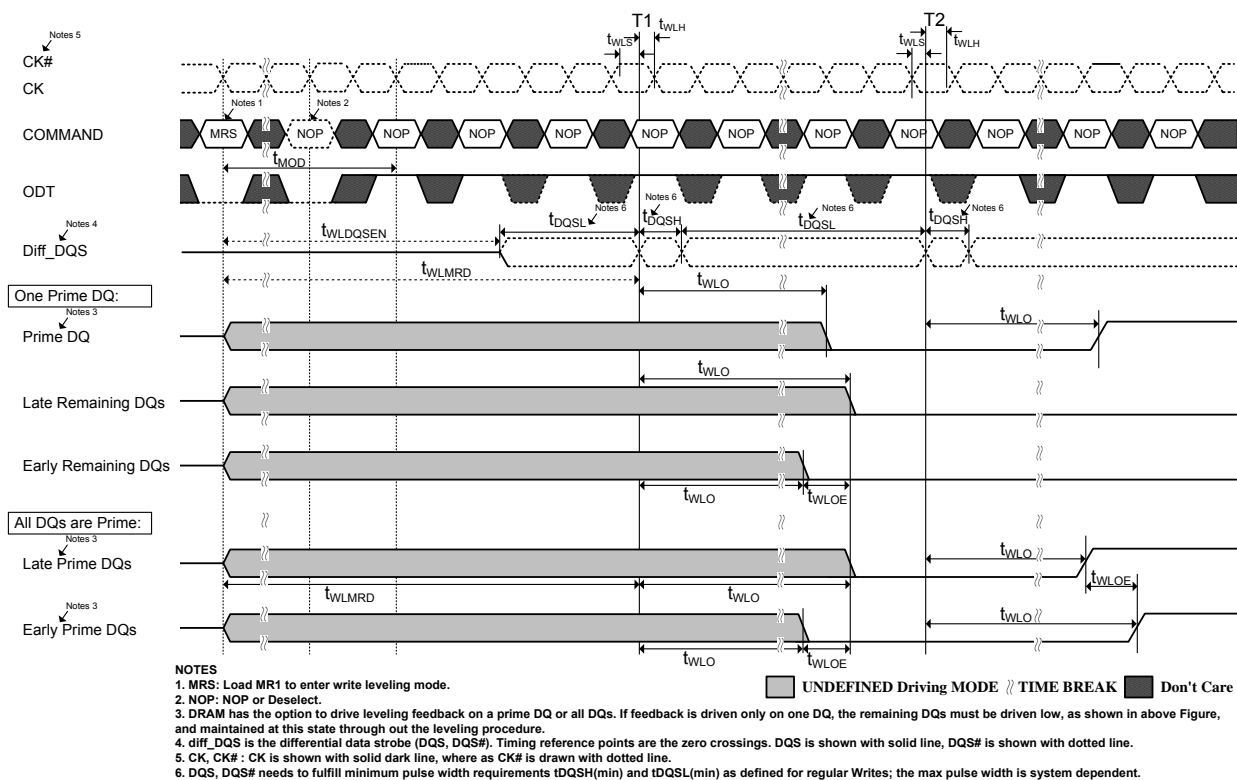 T1 T2
tWLS tWLH tWLS tWLH
Notes 5
CK#
CK
Notes 1 Notes 2
COMMAND MRS NOP NOP NOP NOP NOP NOP NOP NOP NOP NOP NOP
tMOD
ODT
Notes 6 Notes 6 Notes 6 Notes 6
tDQSL tDQSH tDQSL tDQSH
Notes 4
tWLDQSEN
Diff_DQS
tWLMRD
tWLO
One Prime DQ:
tWLO
Notes 3
Prime DQ
tWLO
Late Remaining DQs
Early Remaining DQs
tWLO tWLOE
All DQs are Prime:
Notes 3
tWLO
Late Prime DQs
tWLOE
tWLMRD tWLO
Notes 3
tWLO
Early Prime DQs
tWLO tWLOE
NOTES
1. MRS: Load MR1 to enter write leveling mode.
UNDEFINED Driving MODE TIME BREAK Don't Care
2. NOP: NOP or Deselect.
3. DRAM has the option to drive leveling feedback on a prime DQ or all DQs. If feedback is driven only on one DQ, the remaining DQs must be driven low, as shown in above Figure,
and maintained at this state through out the leveling procedure.
4. diff_DQS is the differential data strobe (DQS, DQS#). Timing reference points are the zero crossings. DQS is shown with solid line, DQS# is shown with dotted line.
5. CK, CK# : CK is shown with solid dark line, where as CK# is drawn with dotted line.
6. DQS, DQS# needs to fulfill minimum pulse width requirements tDQSH(min) and tDQSL(min) as defined for regular Writes; the max pulse width is system dependent.